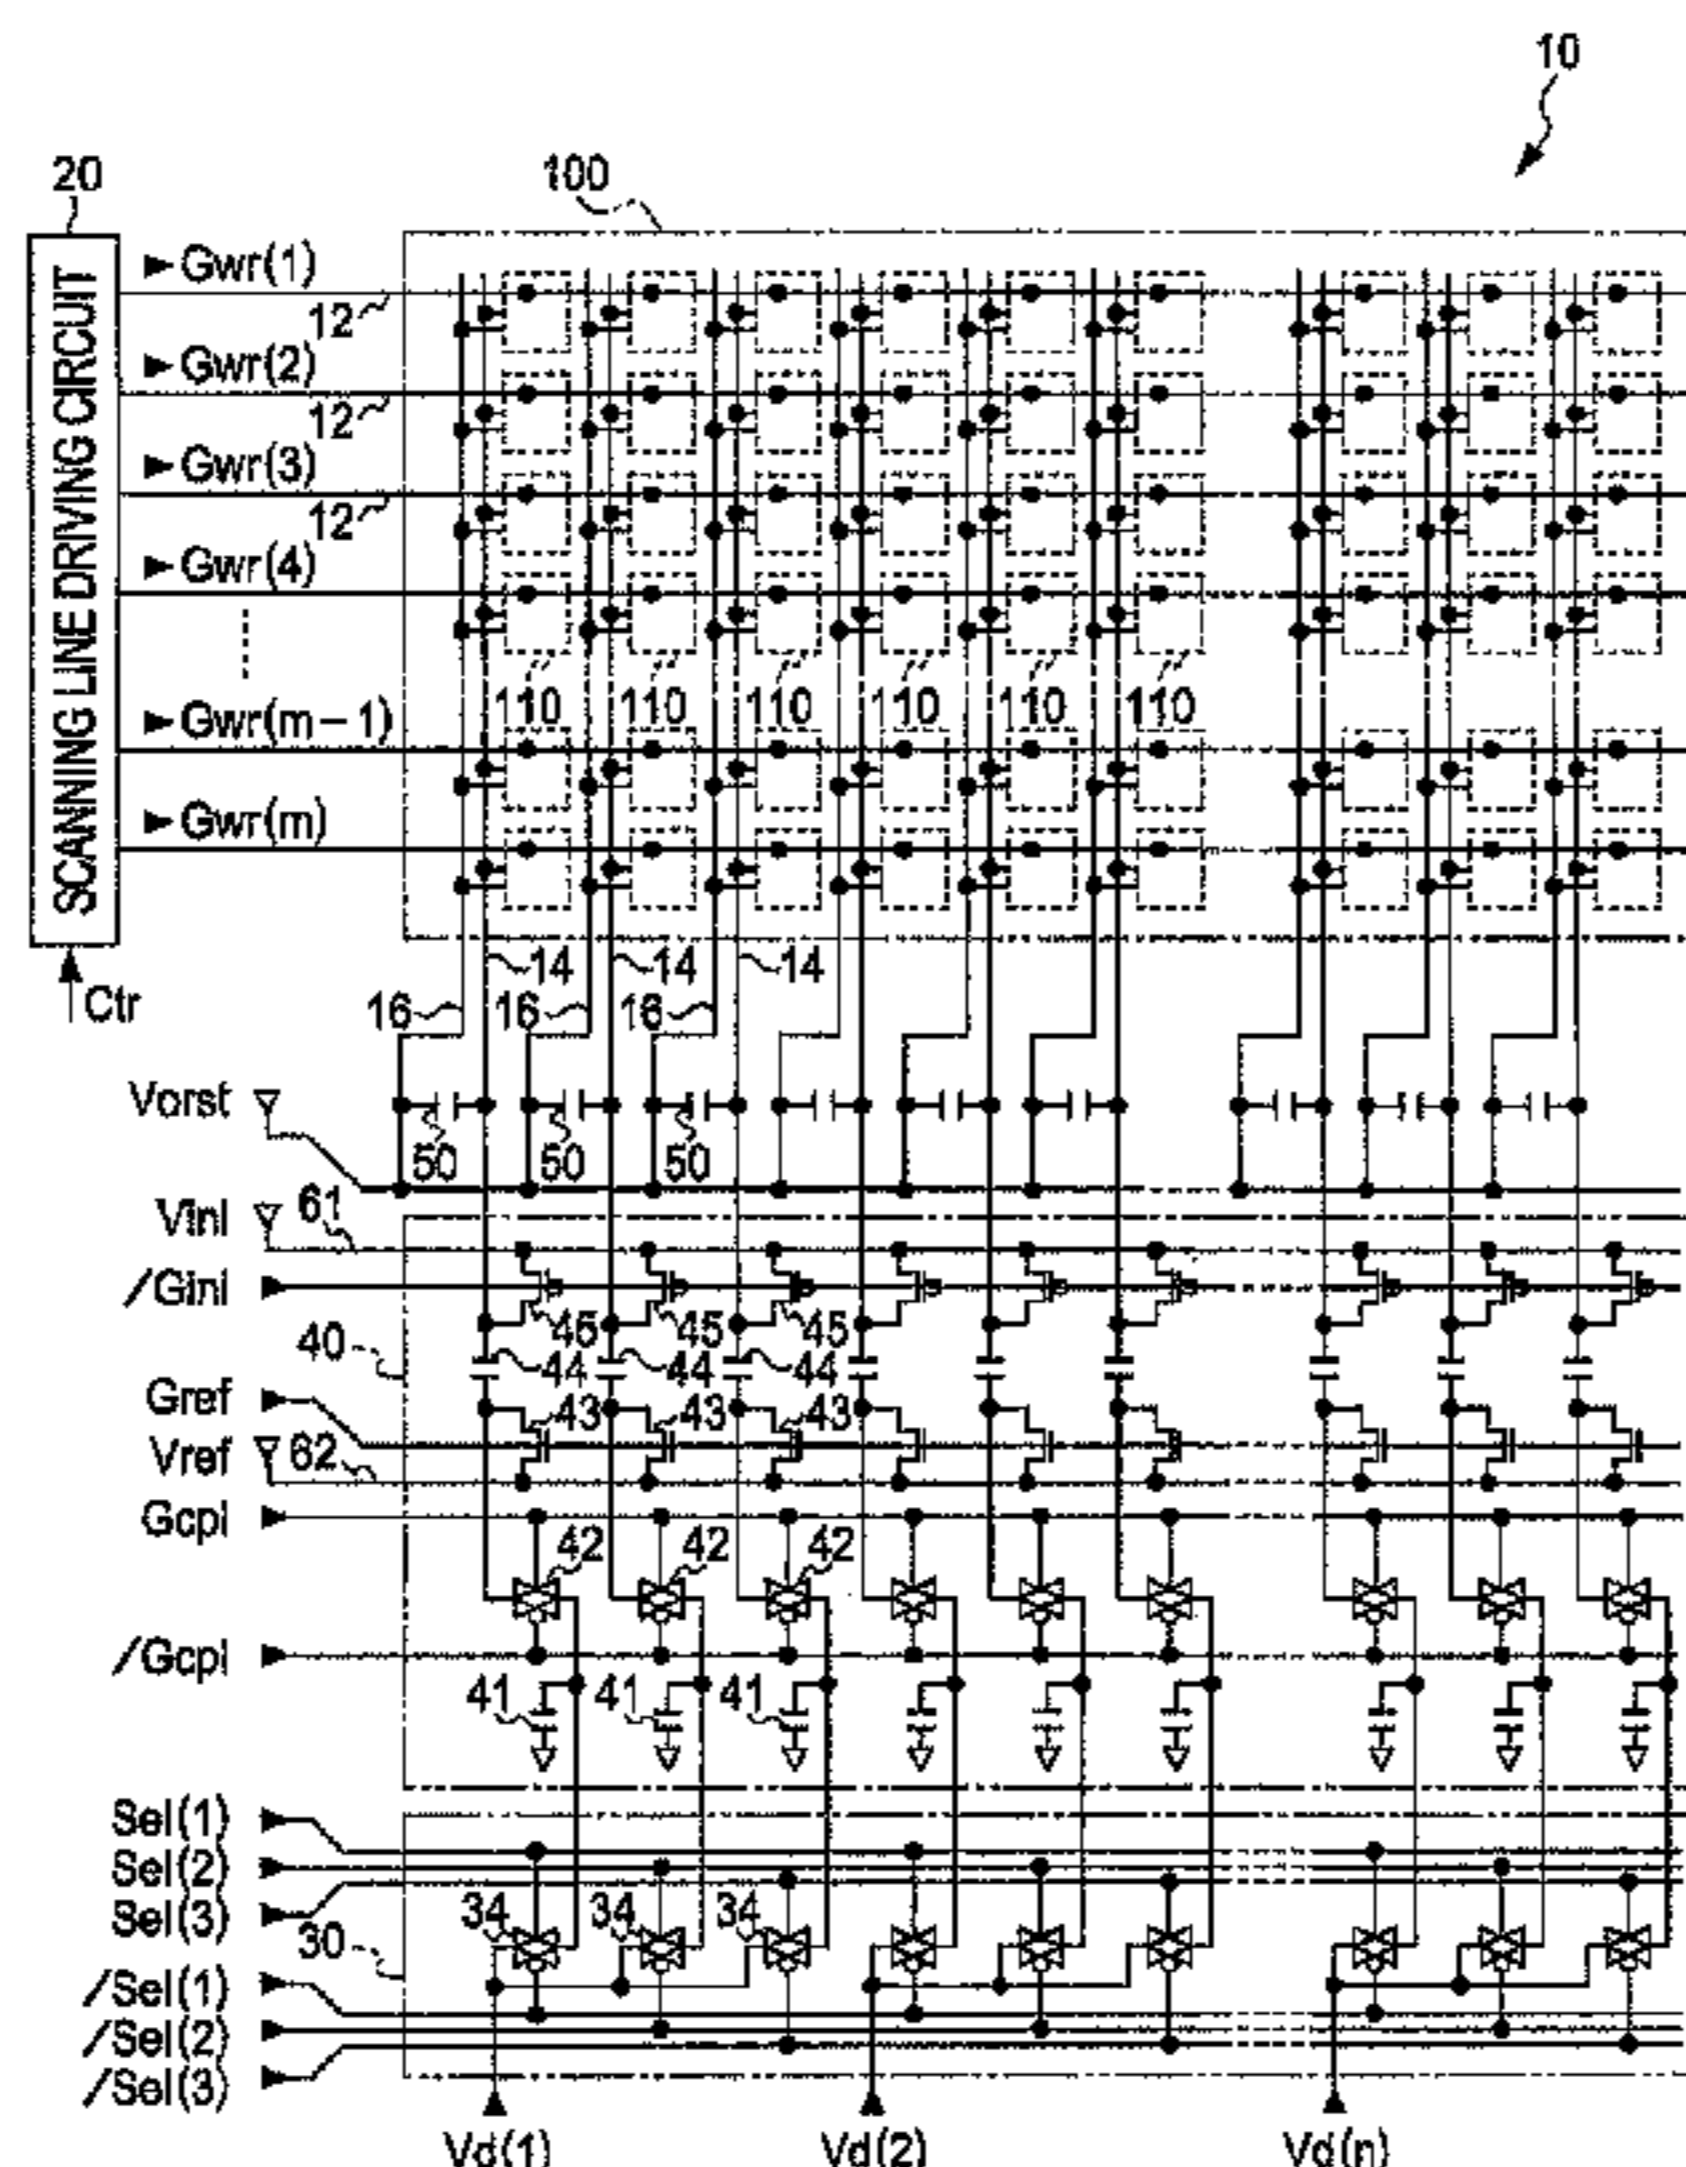 10
20
100
SCANNING LINE DRIVING CIRCUIT
Gwr(1)
12
Gwr(2)
12
Gwr(3)
12
Gwr(4)
110 110 110 110 110 110
Gwr(m-1)
Gwr(m)
14 14 14
Ctr
16 16 16
Vorst
50 50 50
Vini 61
/Gini
45 45 45
40
44 44 44
Gref
43 43 43
Vref 62
Gcpl
42 42 42
/Gcpl
41 41 41
Sel(1)
Sel(2)
Sel(3)
34 34 34
30
/Sel(1)
/Sel(2)
/Sel(3)
Vd(1) Vd(2) Vd(n)